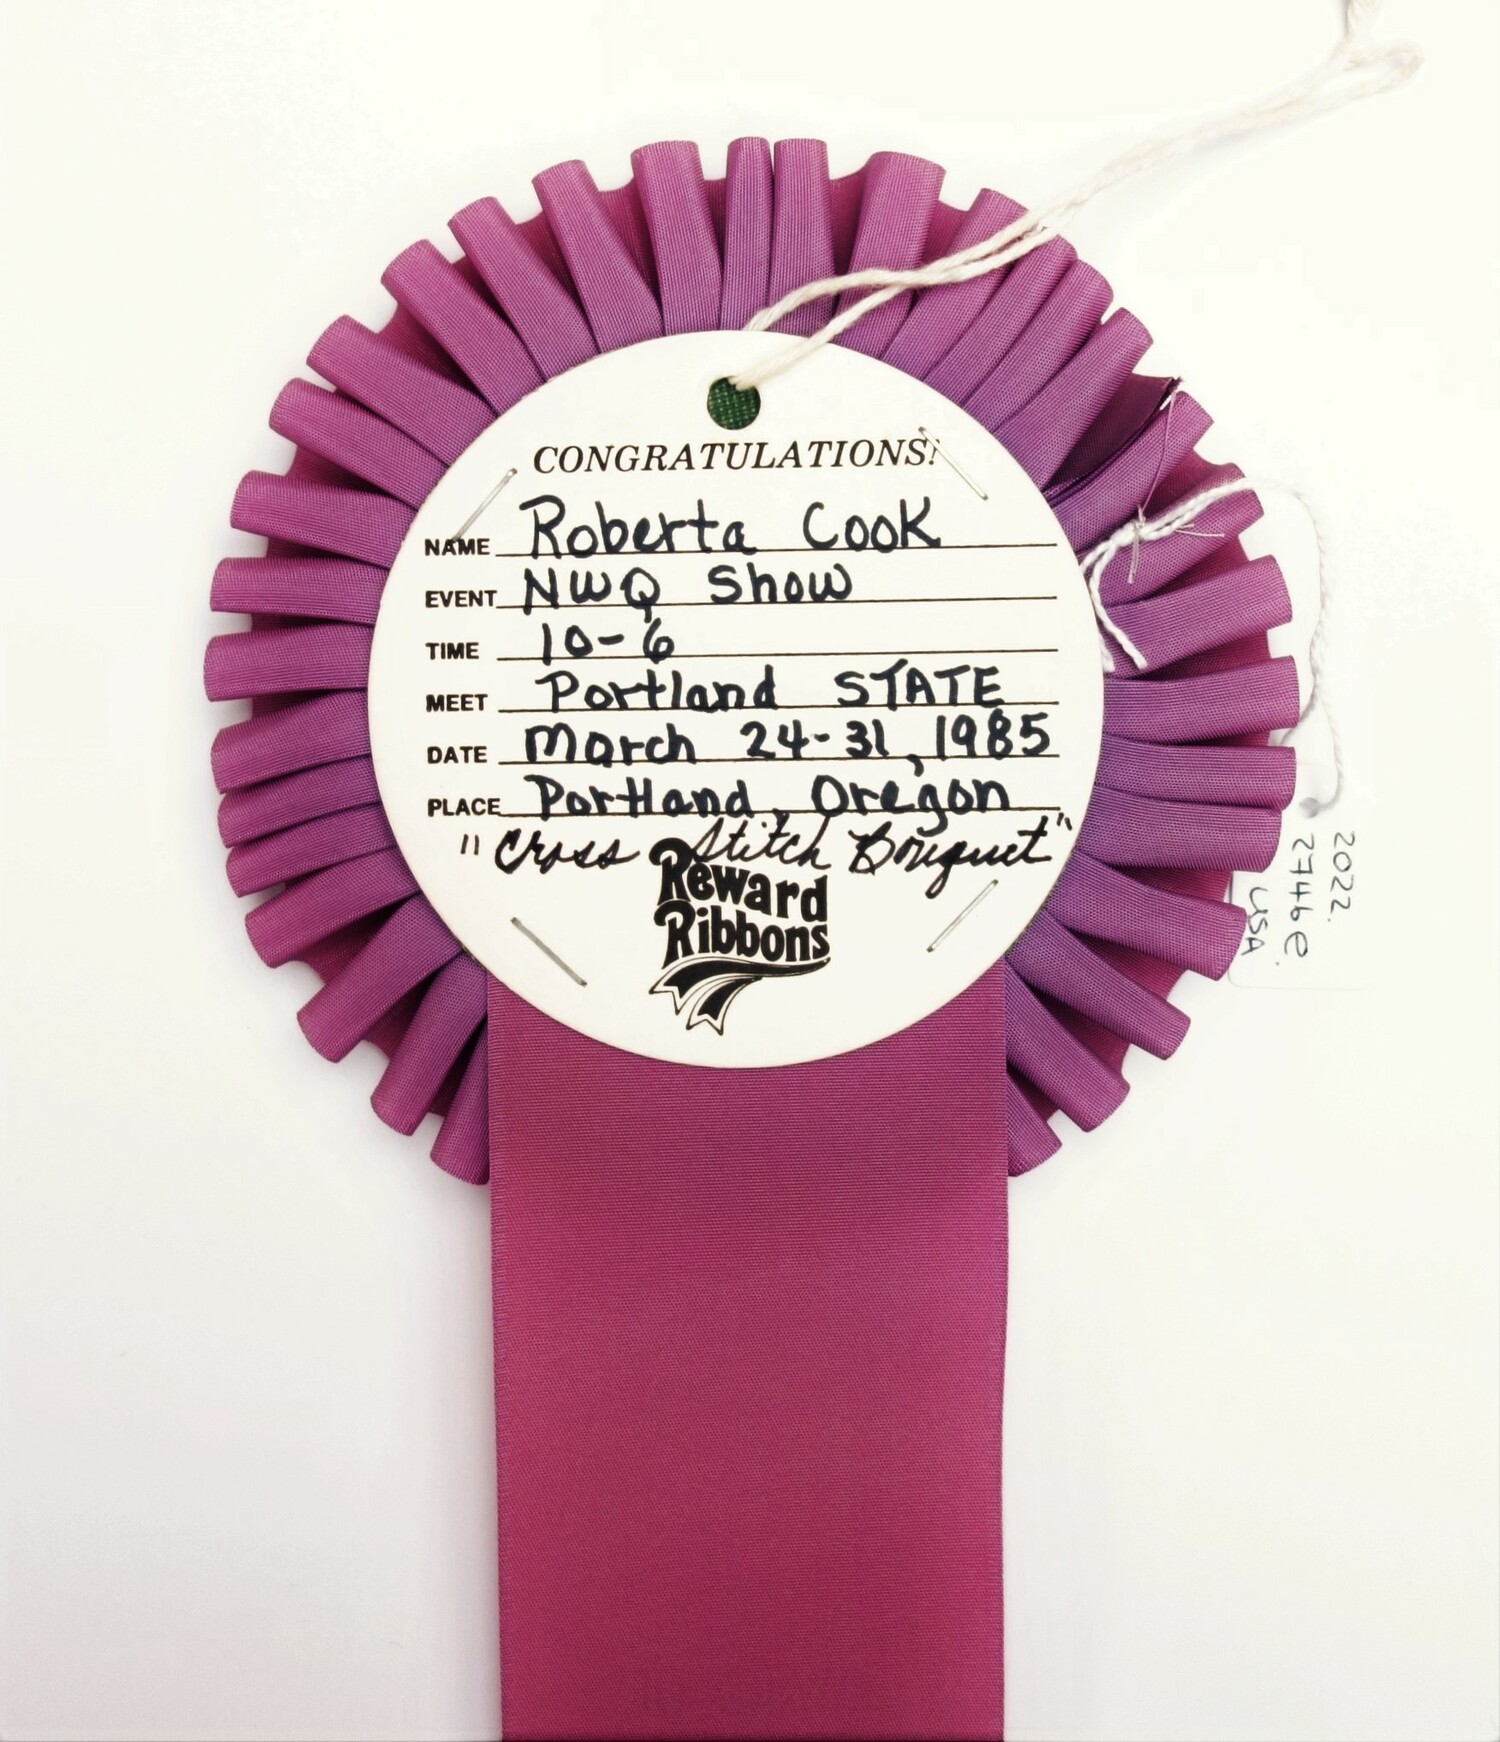 CONGRATULATIONS!
NAME Roberta Cook
EVENT NWQ Show
TIME 10-6
MEET Portland STATE
DATE March 24-31, 1985
PLACE Portland, Oregon
"Cross Stitch Bouquet"
Reward
Ribbons
2022.
2746e.
USA